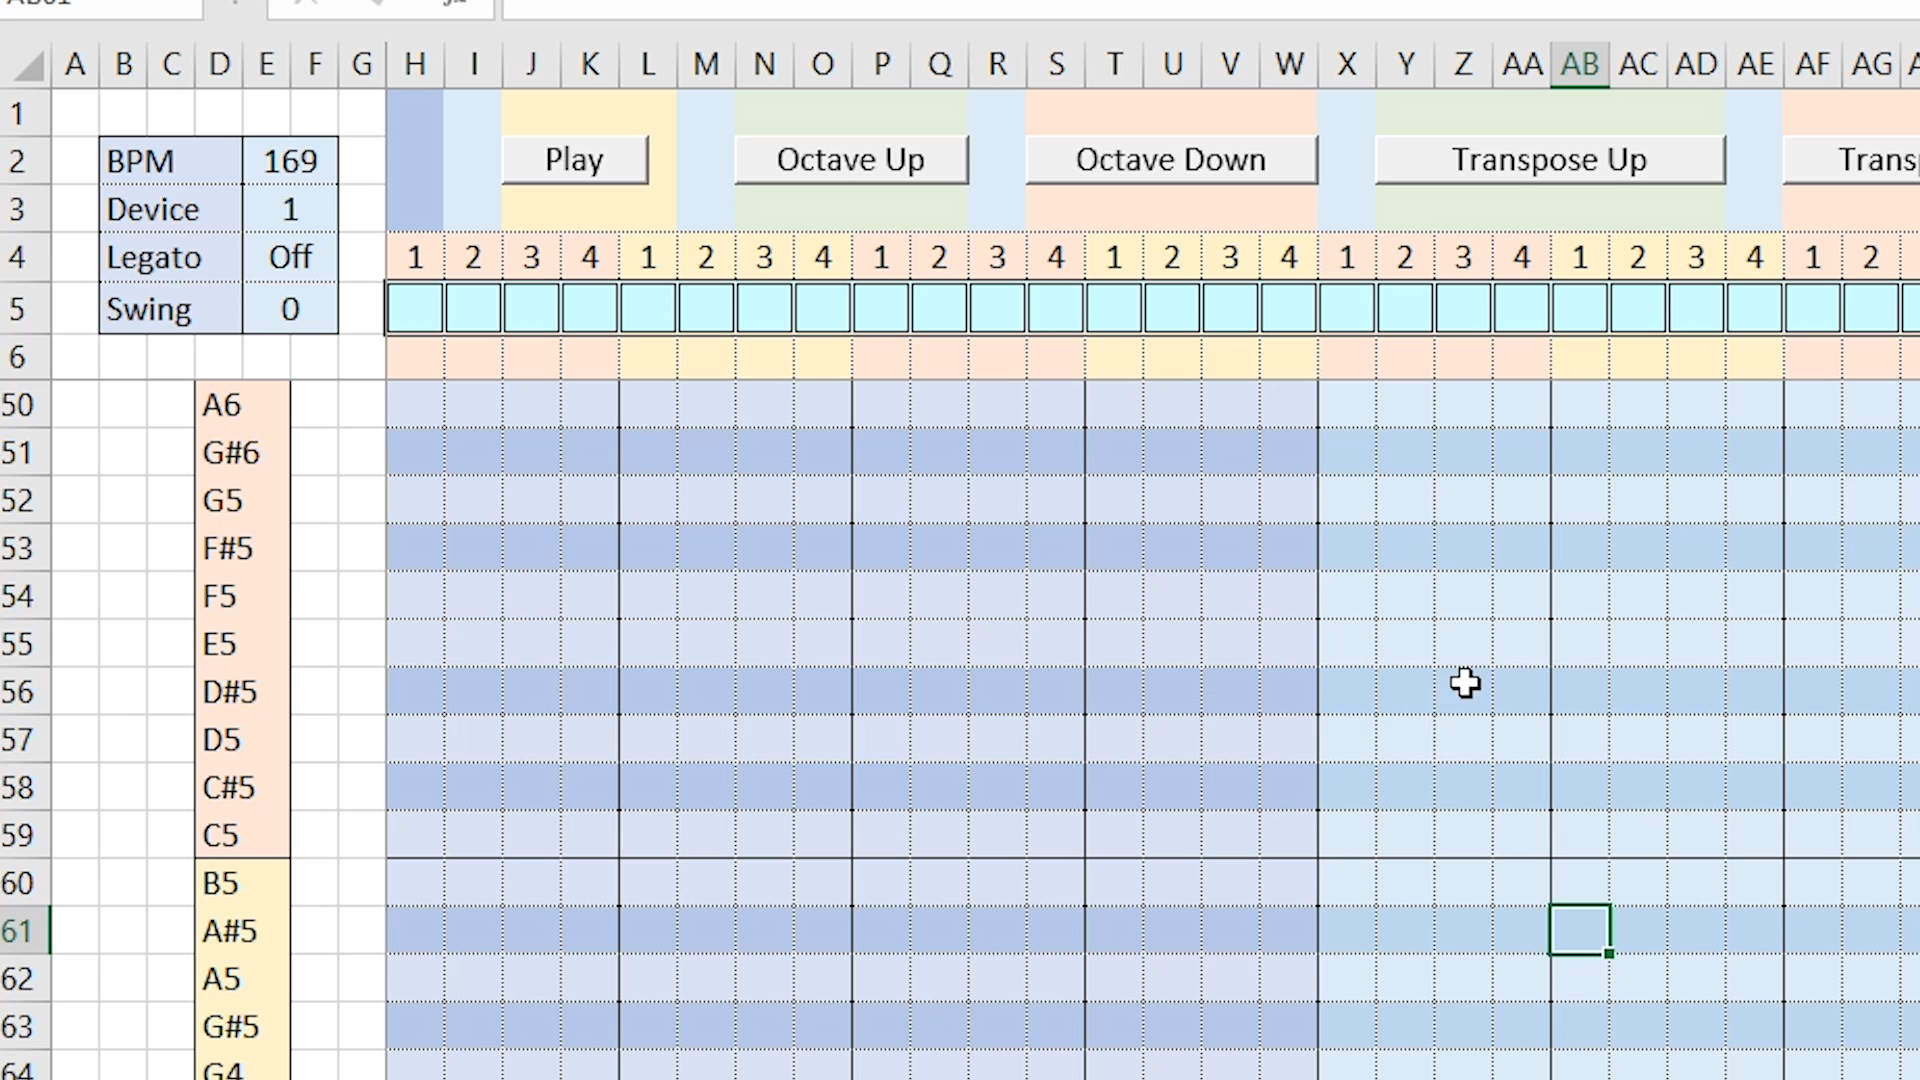 A B C D E F G H I J K L M N O P Q R S T U V W X Y Z AA AB AC AD AE AF AG
1
2 BPM 169 Play Octave Up Octave Down Transpose Up
3 Device 1
4 Legato Off 1 2 3 4 1 2 3 4 1 2 3 4 1 2 3 4 1 2 3 4 1 2 3 4 1 2
5 Swing 0
6
50 A6
51 G#6
52 G5
53 F#5
54 F5
55 E5
56 D#5
57 D5
58 C#5
59 C5
60 B5
61 A#5
62 A5
63 G#5
64 G4